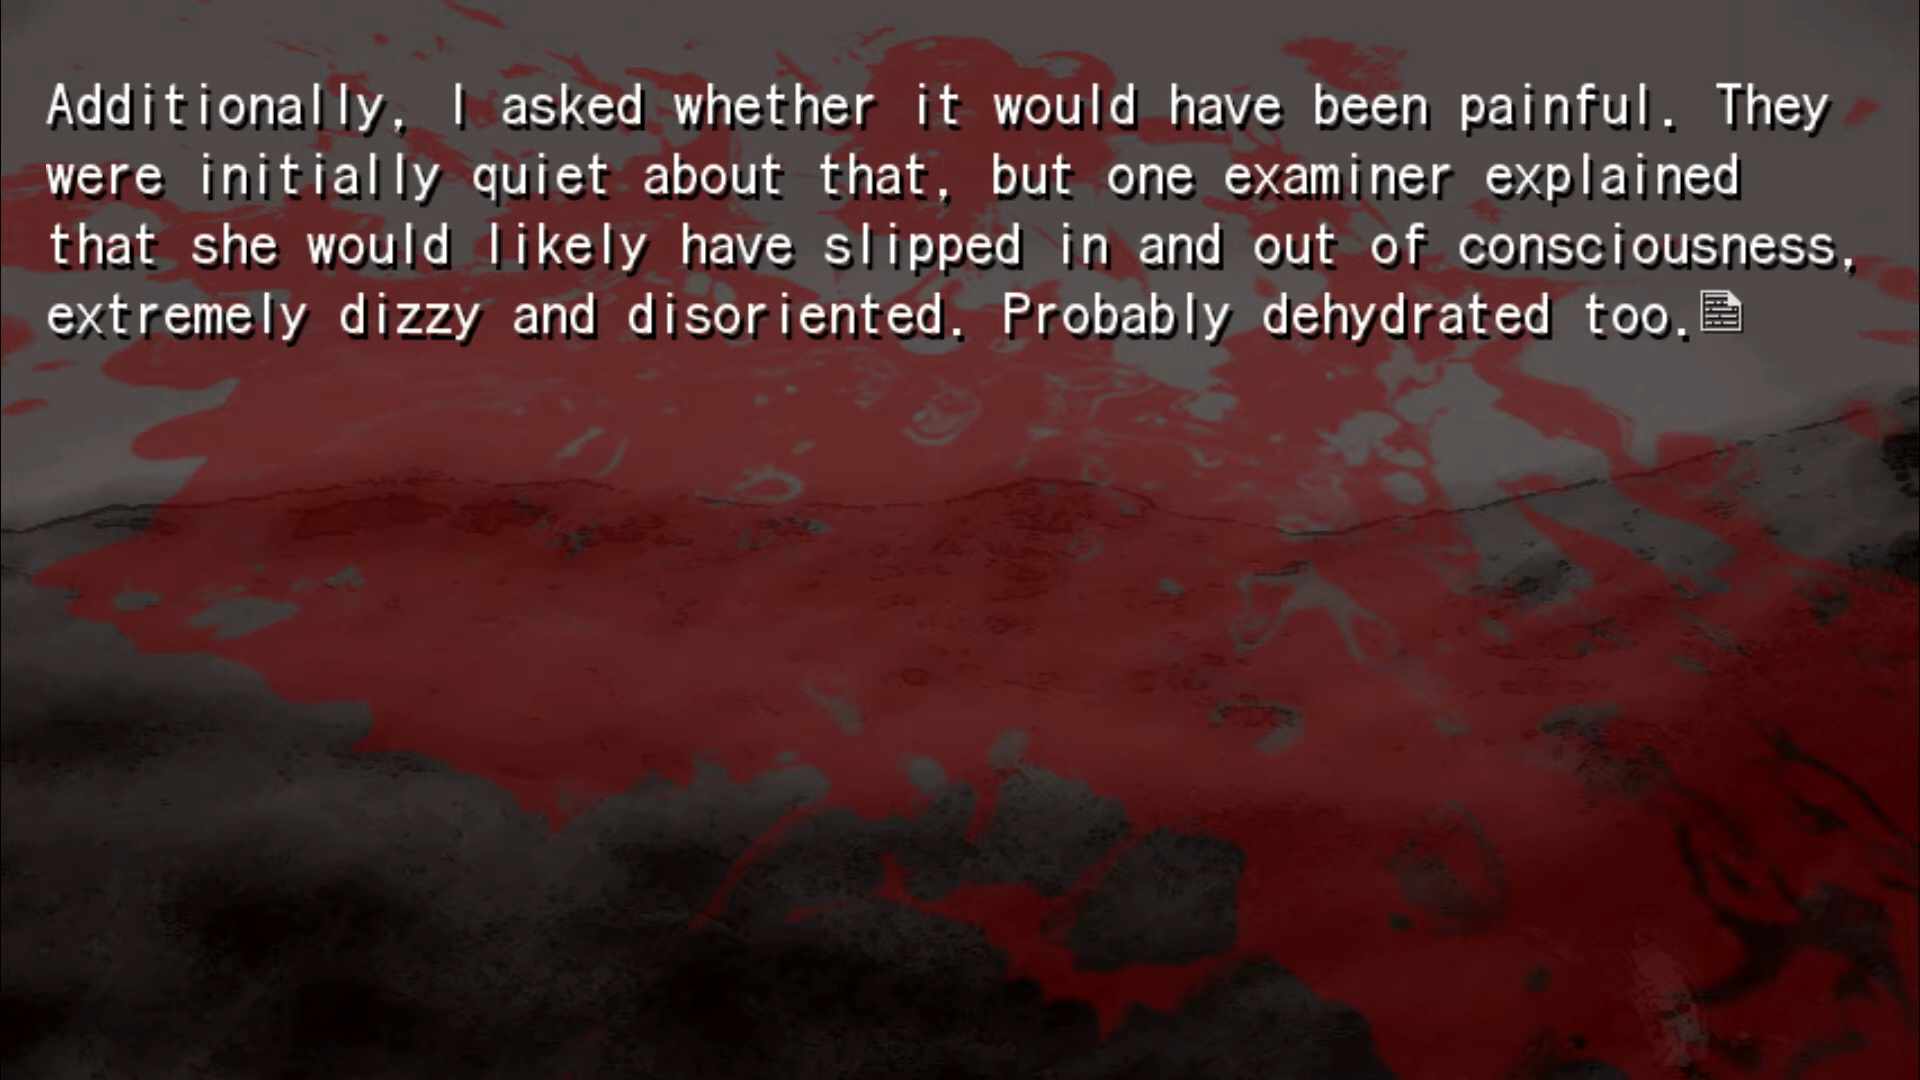 Additionally, I asked whether it would have been painful. They
were initially quiet about that, but one examiner explained
that she would likely have slipped in and out of consciousness,
extremely dizzy and disoriented. Probably dehydrated too.